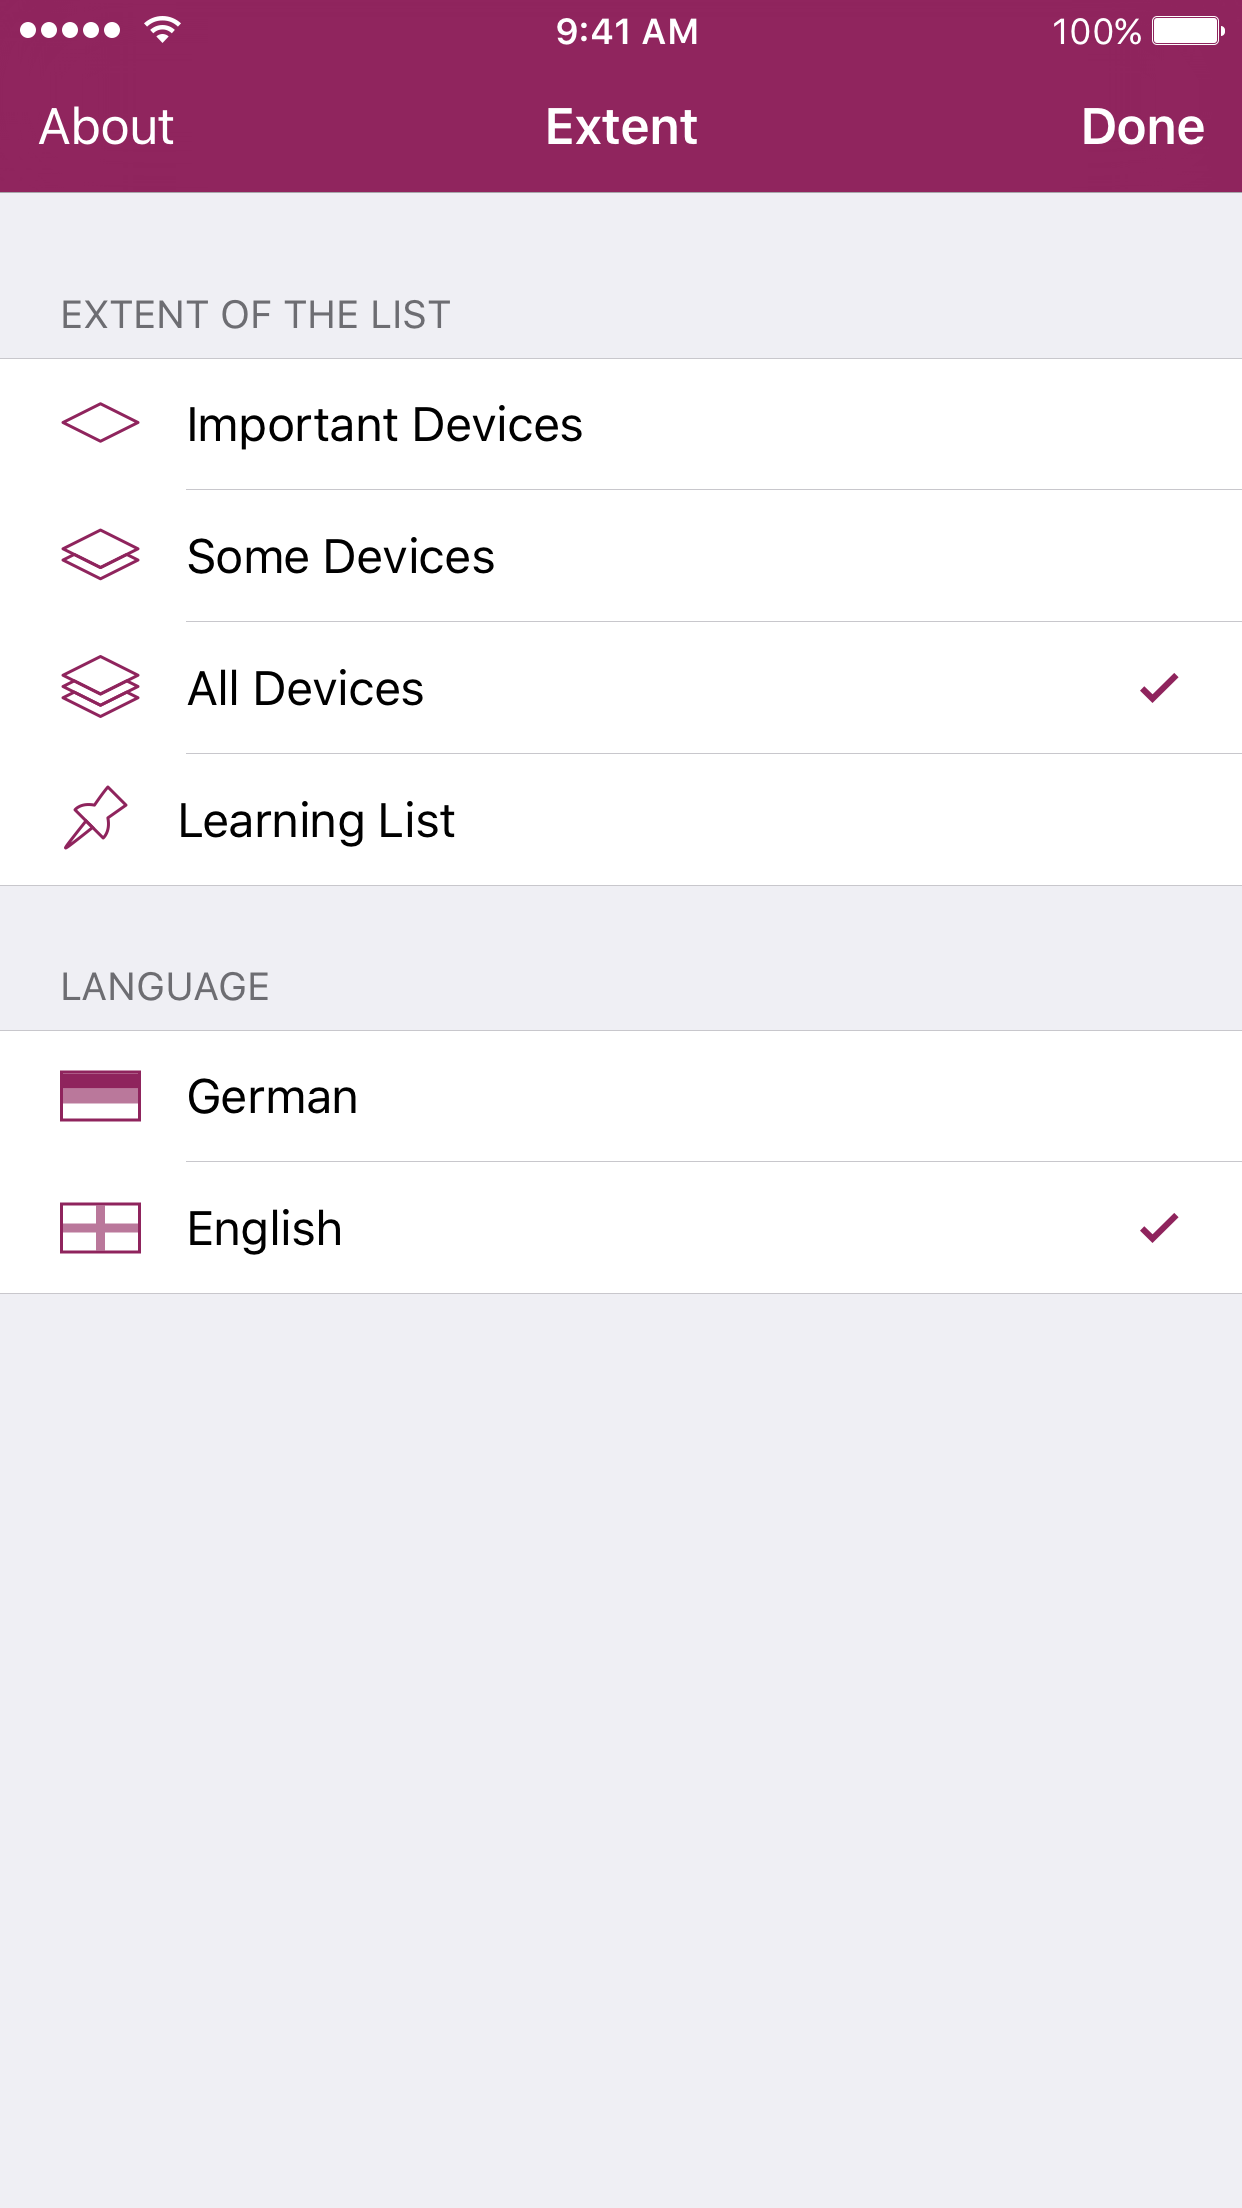 9:41 AM
100%
About
Extent
Done
EXTENT OF THE LIST
Important Devices
Some Devices
All Devices
Learning List
LANGUAGE
German
English